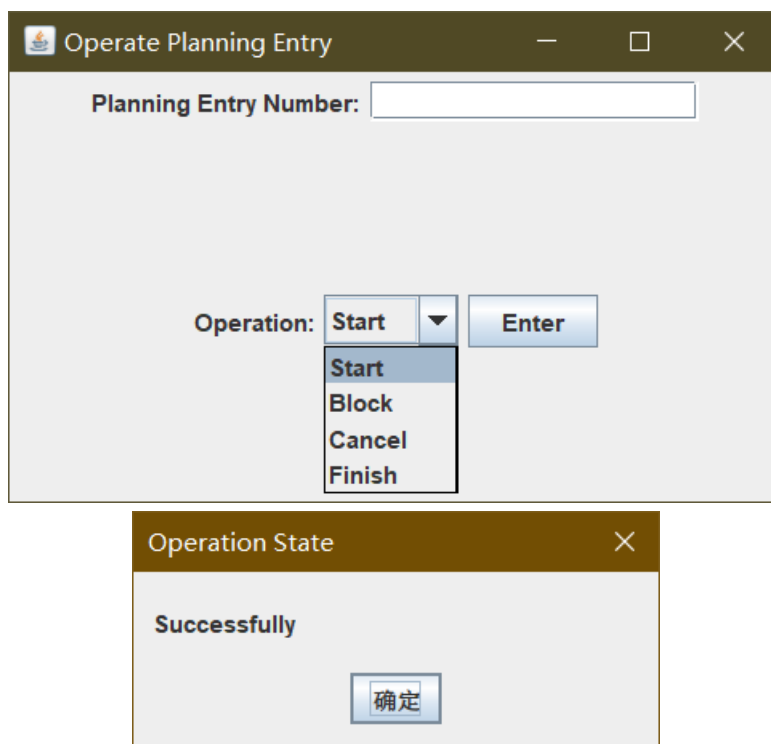 Operate Planning Entry
Planning Entry Number:
Operation: Start Enter
Start
Block
Cancel
Finish
Operation State
Successfully
确定